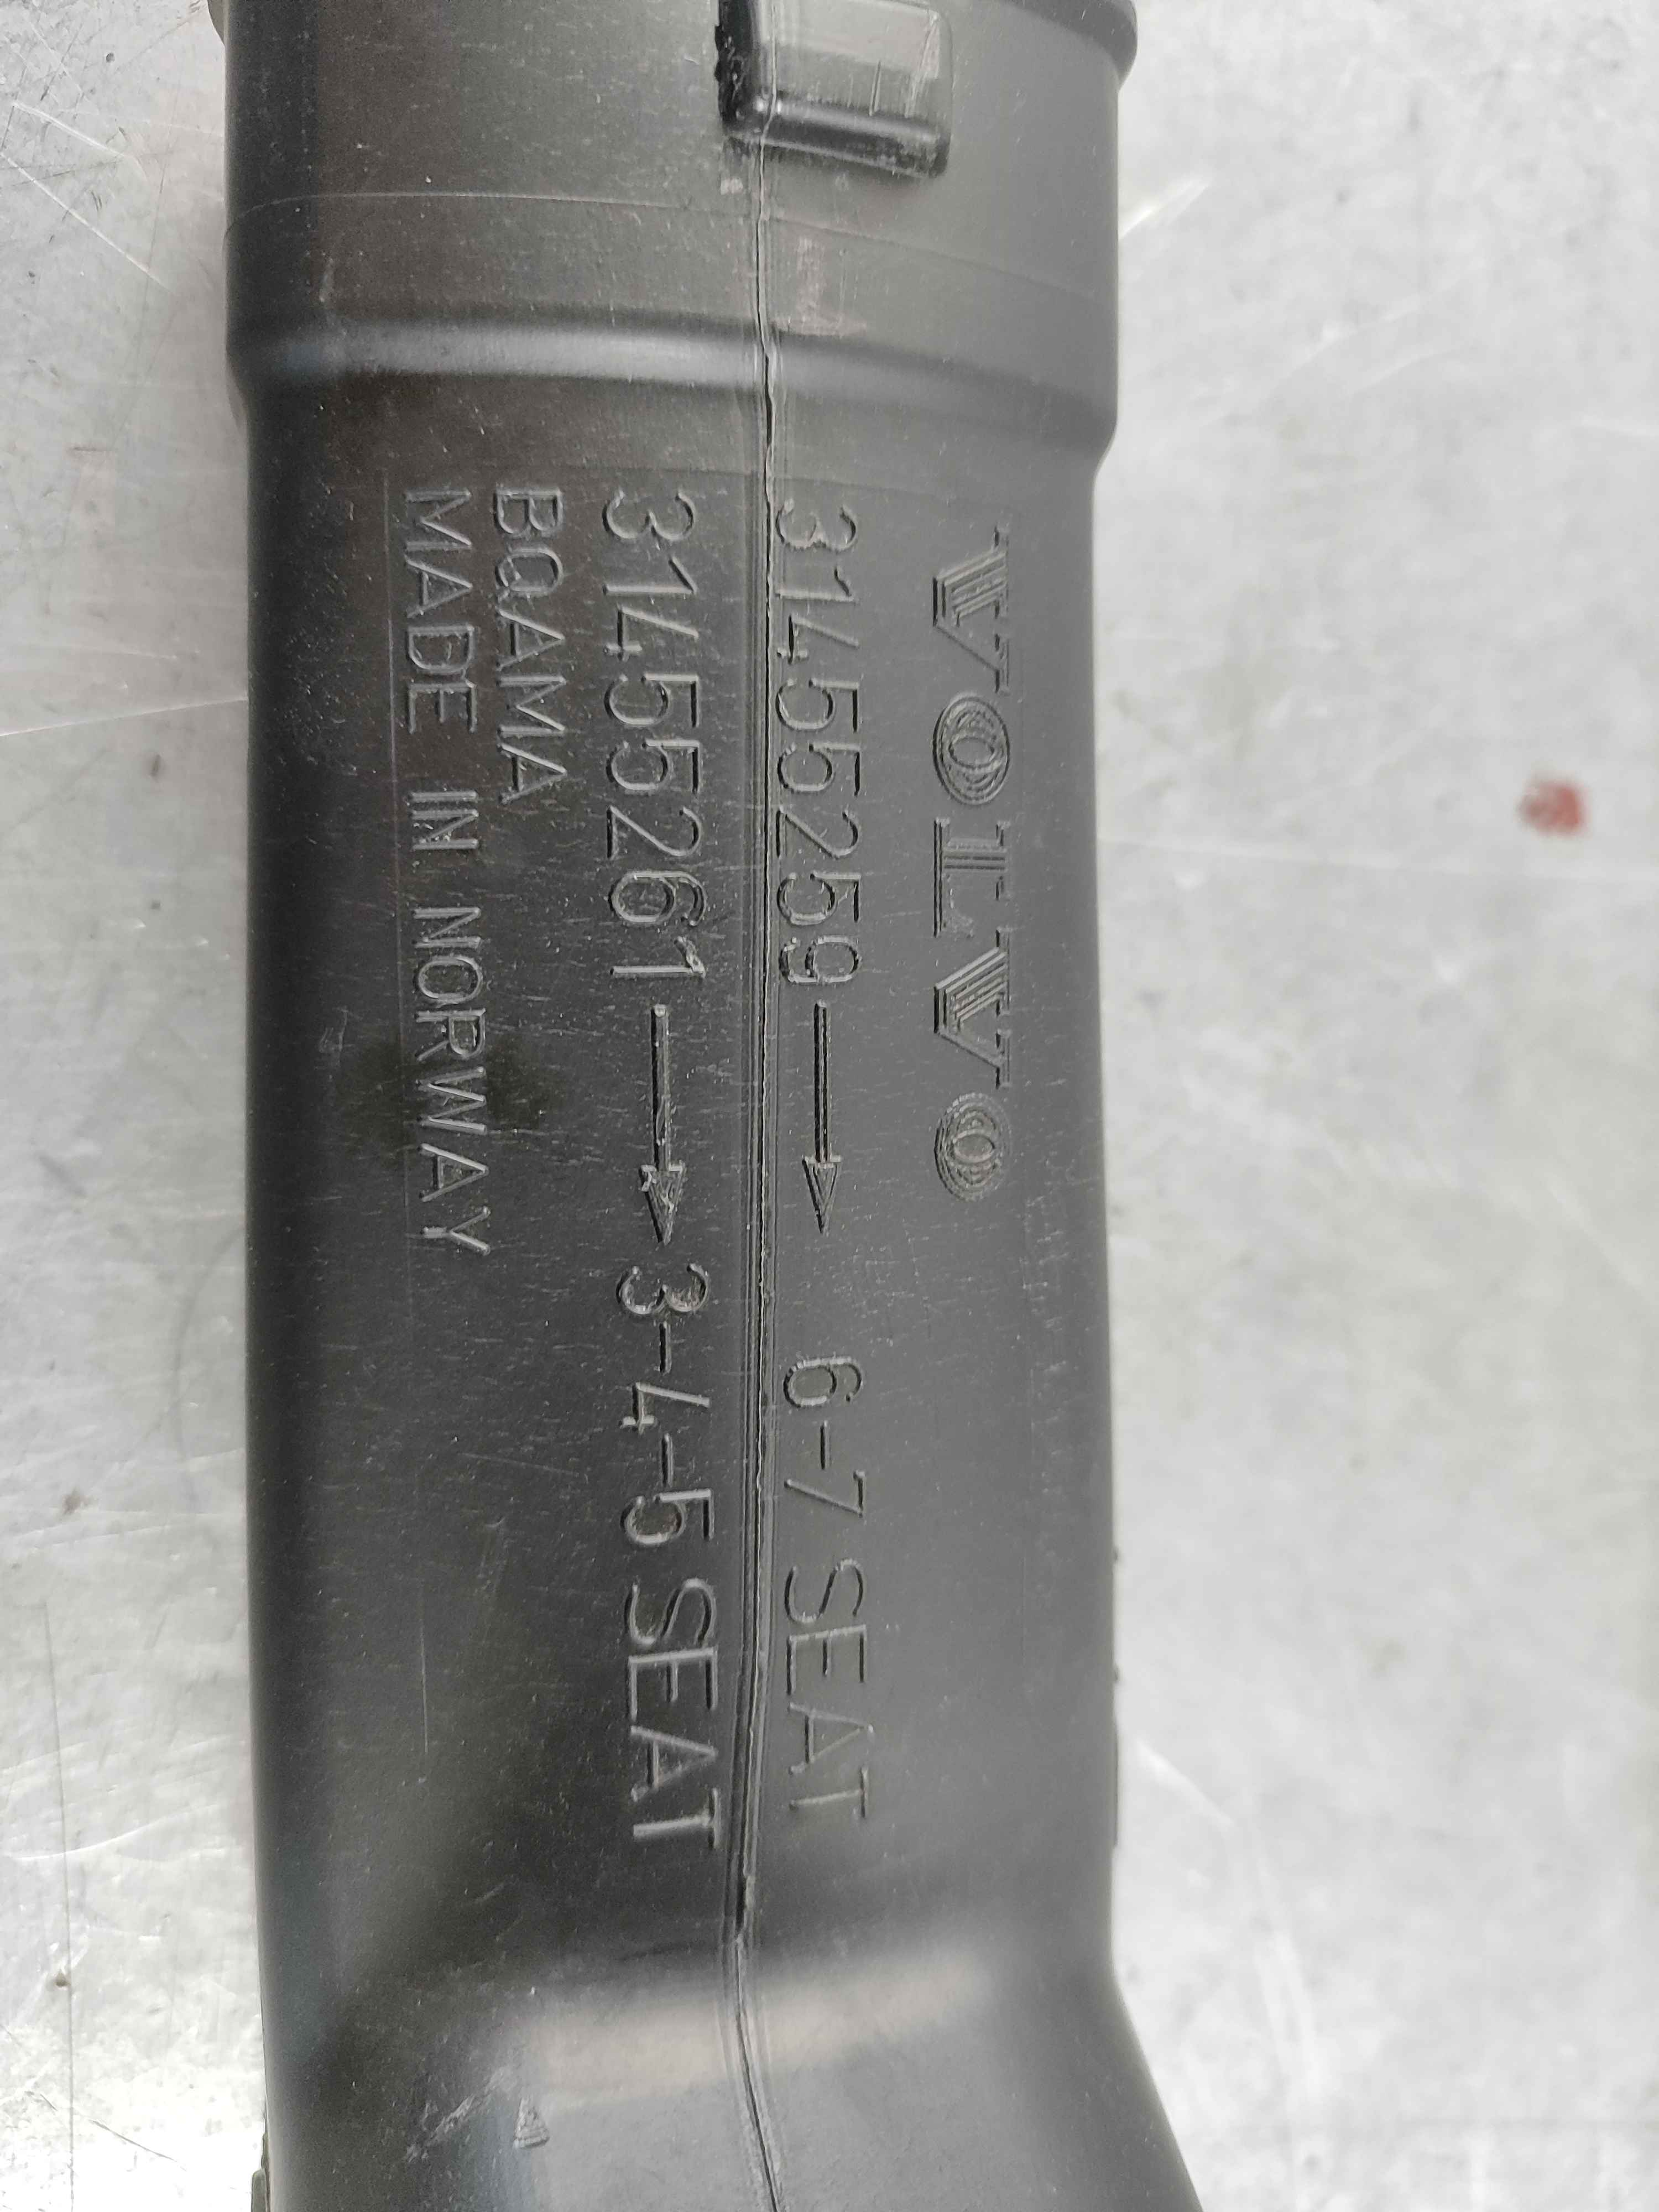 VOLVO
31455259 → 6-7 SEAT
31455261 → 3-4-5 SEAT
BQAMA
MADE IN NORWAY